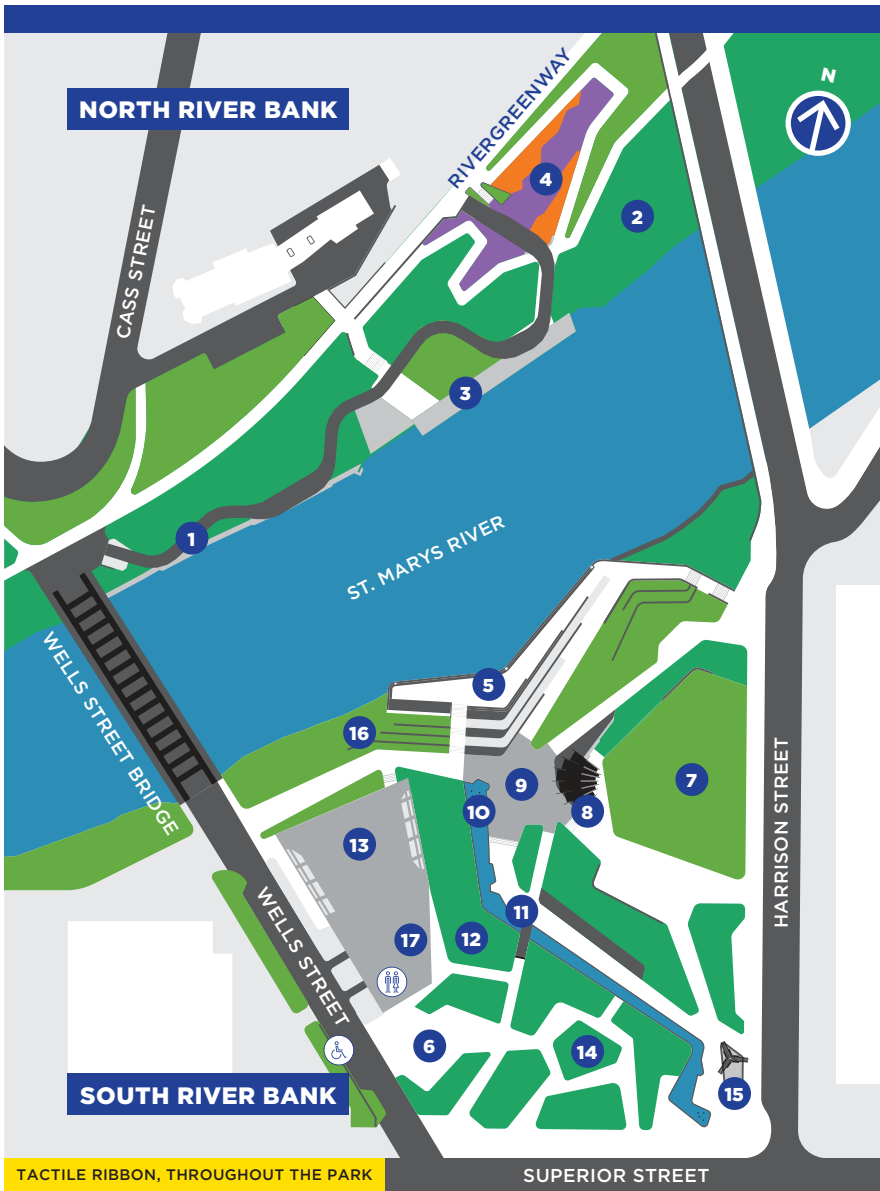 NORTH RIVER BANK
N
RIVERGREENWAY
4
2
CASS STREET
3
1
ST. MARYS RIVER
WELLS STREET BRIDGE
5
16
7
9
8
10
13
HARRISON STREET
11
12
17
WELLS STREET
6
14
15
SOUTH RIVER BANK
TACTILE RIBBON, THROUGHOUT THE PARK
SUPERIOR STREET